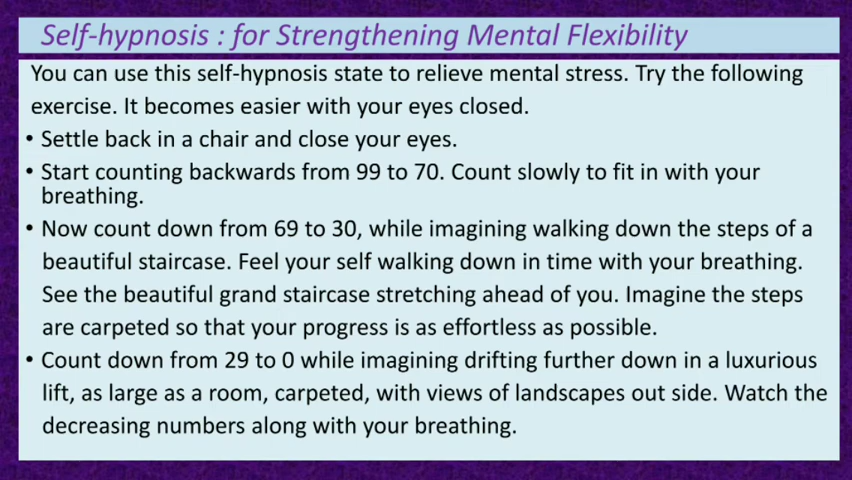 Self-hypnosis : for Strengthening Mental Flexibility
You can use this self-hypnosis state to relieve mental stress. Try the following
exercise. It becomes easier with your eyes closed.
• Settle back in a chair and close your eyes.
• Start counting backwards from 99 to 70. Count slowly to fit in with your
breathing.
• Now count down from 69 to 30, while imagining walking down the steps of a
beautiful staircase. Feel your self walking down in time with your breathing.
See the beautiful grand staircase stretching ahead of you. Imagine the steps
are carpeted so that your progress is as effortless as possible.
• Count down from 29 to 0 while imagining drifting further down in a luxurious
lift, as large as a room, carpeted, with views of landscapes out side. Watch the
decreasing numbers along with your breathing.